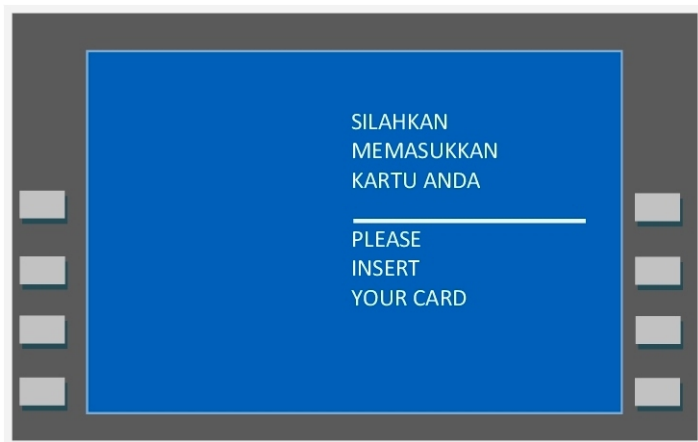 SILAHKAN
MEMASUKKAN
KARTU ANDA
PLEASE
INSERT
YOUR CARD